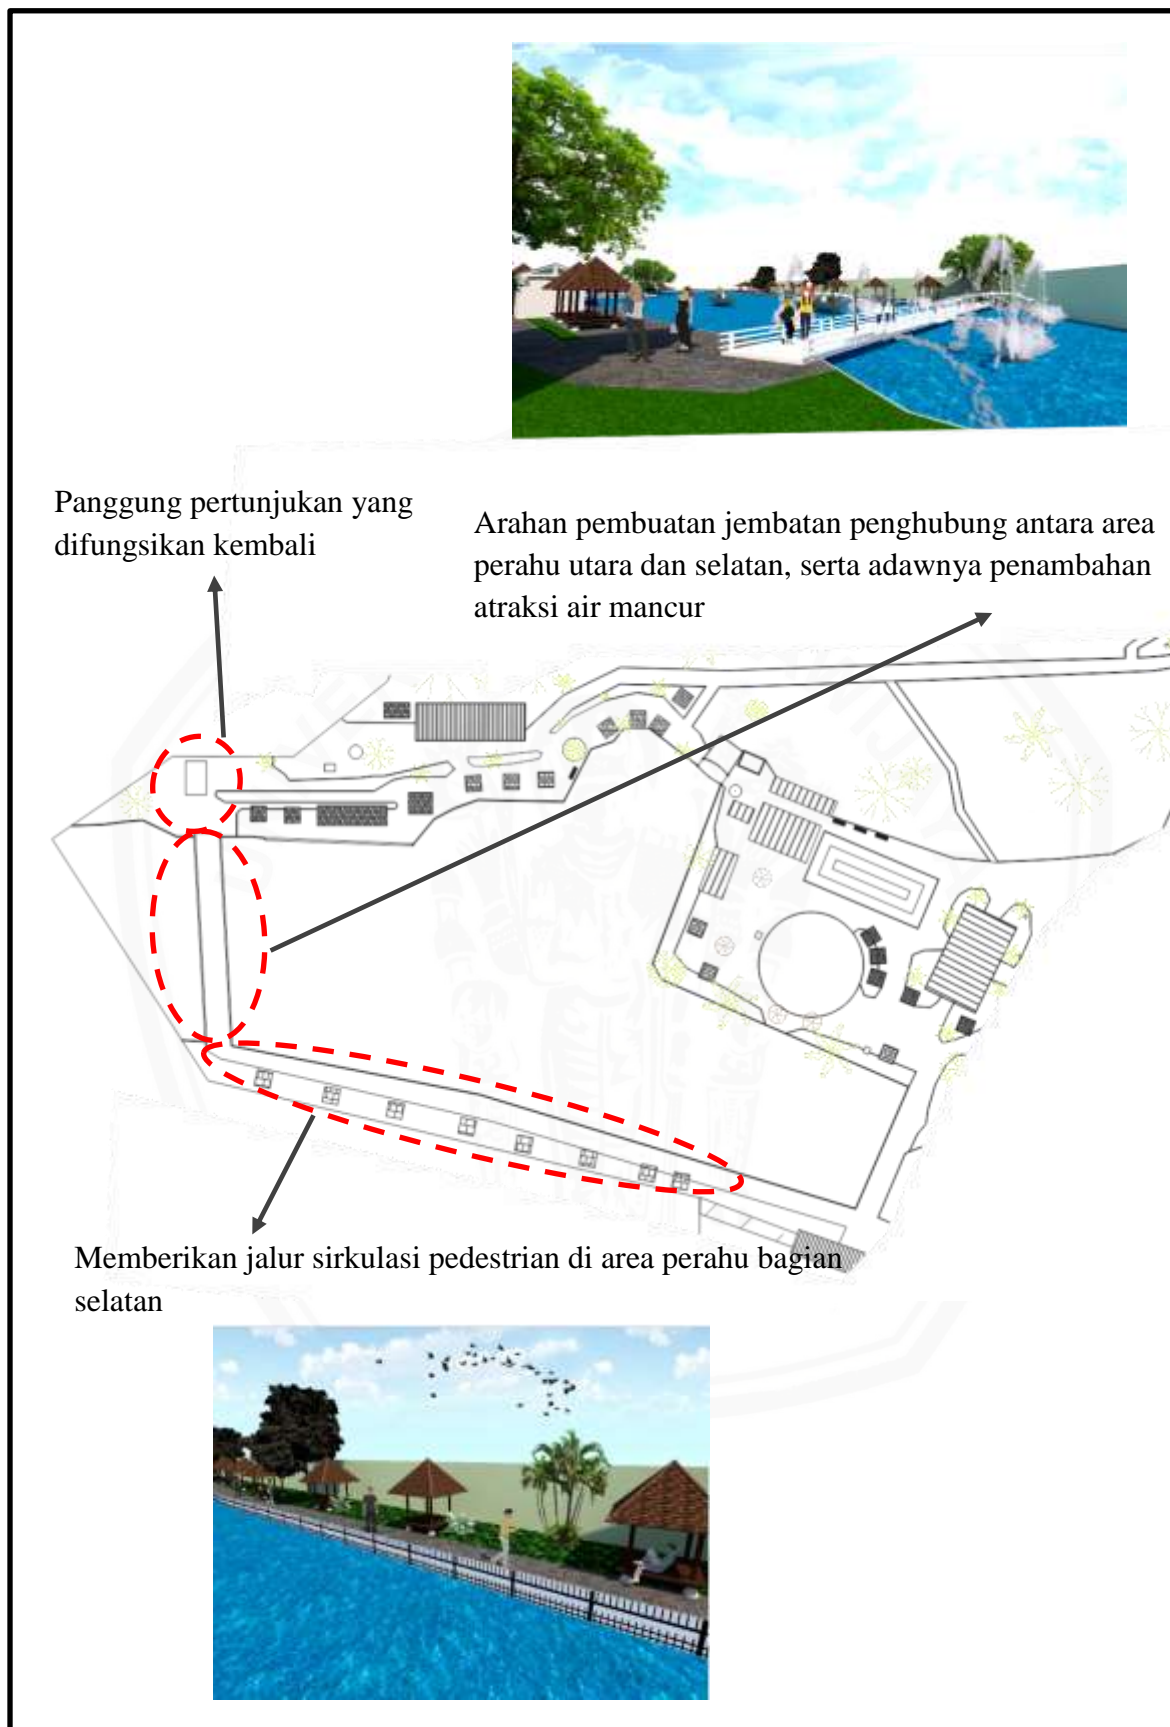 Panggung pertunjukan yang
difungsikan kembali
Arahan pembuatan jembatan penghubung antara area
perahu utara dan selatan, serta adawnya penambahan
atraksi air mancur
Memberikan jalur sirkulasi pedestrian di area perahu bagian
selatan